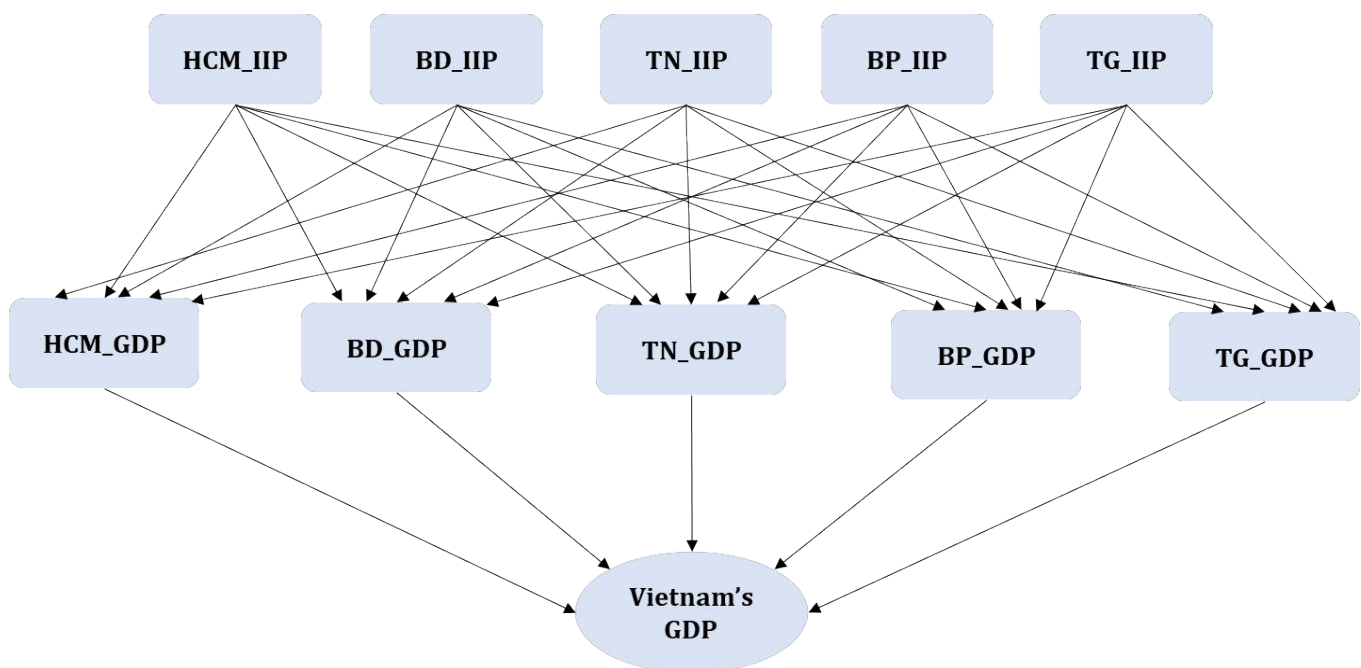 HCM_IIP
BD_IIP
TN_IIP
BP_IIP
TG_IIP
HCM_GDP
BD_GDP
TN_GDP
BP_GDP
TG_GDP
Vietnam’s
GDP